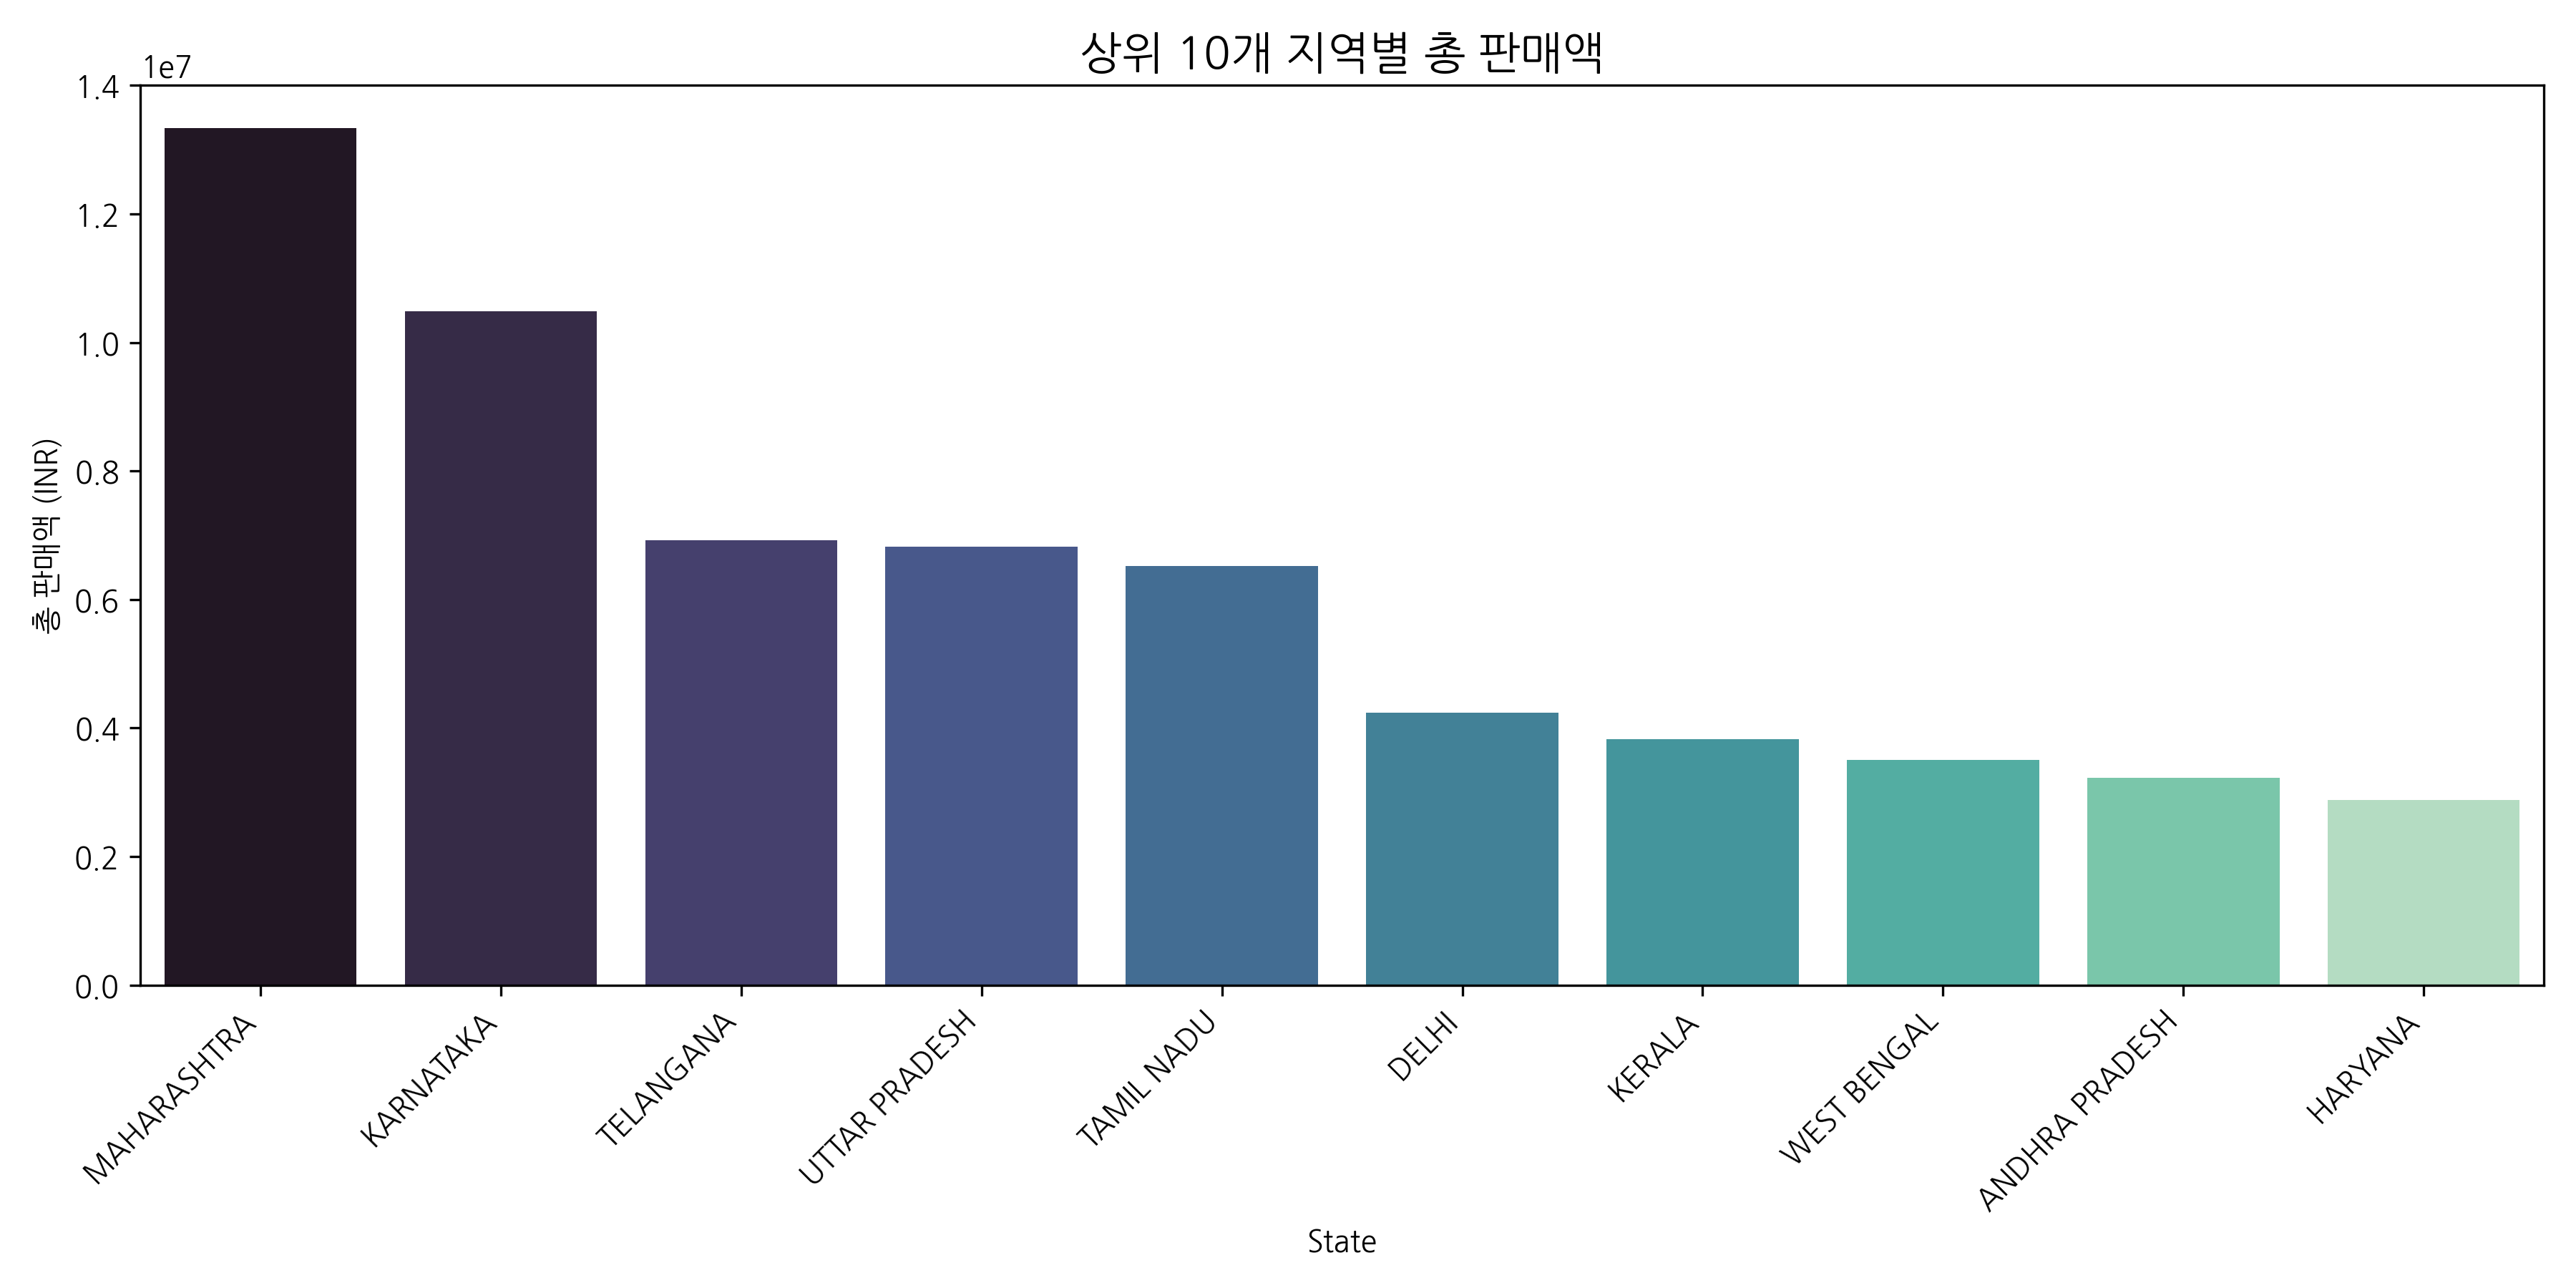 상위 10개 지역별 총 판매액
1e7
1.4
1.2
1.0
0.8
0.6
0.4
0.2
0.0
총 판매액 (INR)
MAHARASHTRA
KARNATAKA
TELANGANA
UTTAR PRADESH
TAMIL NADU
DELHI
KERALA
WEST BENGAL
ANDHRA PRADESH
HARYANA
State